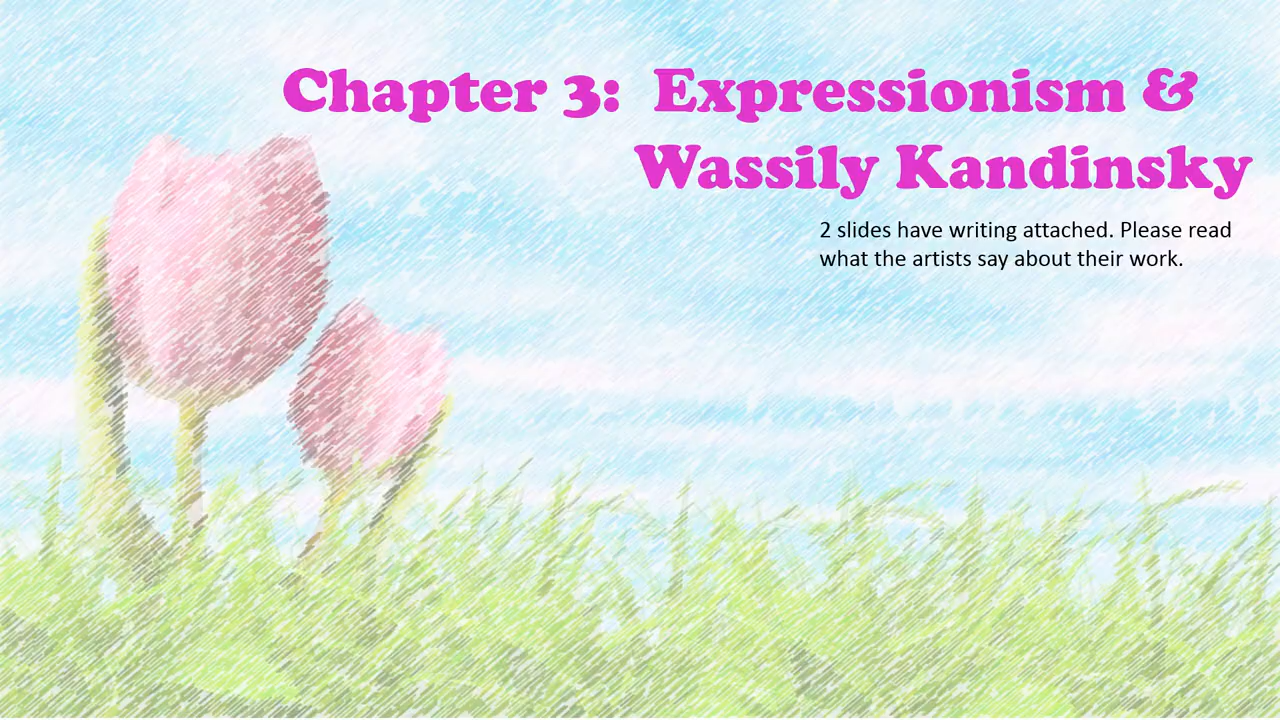 Chapter 3:  Expressionism &
Wassily Kandinsky
2 slides have writing attached. Please read
what the artists say about their work.